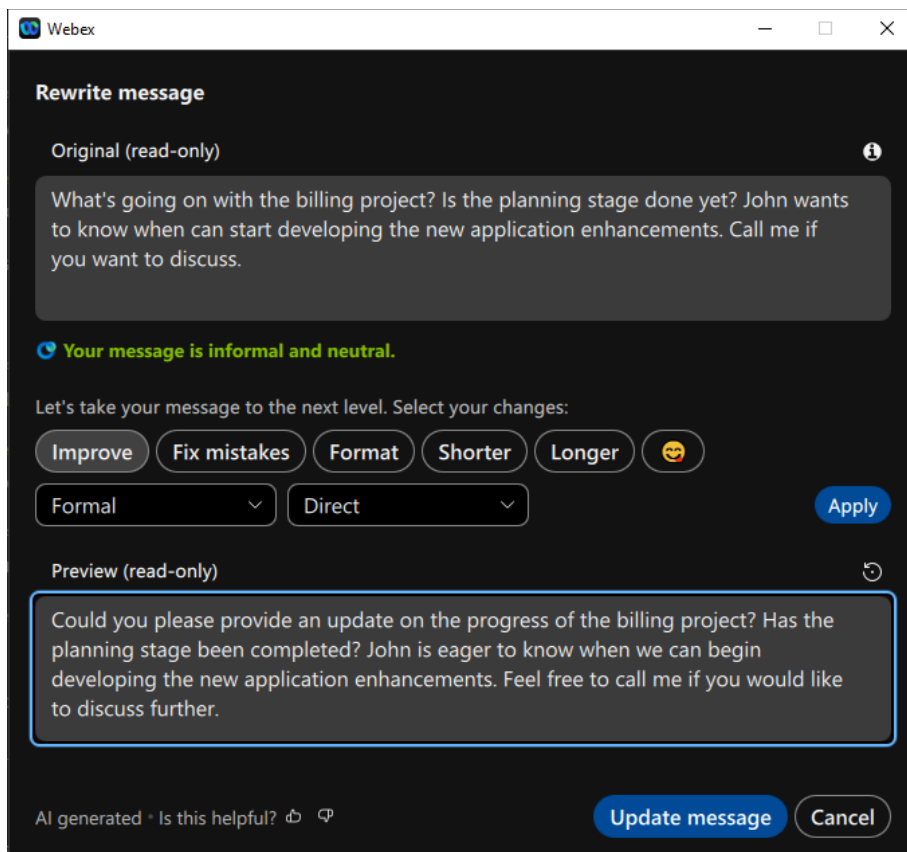 Webex
Rewrite message
Original (read-only)
What's going on with the billing project? Is the planning stage done yet? John wants
to know when can start developing the new application enhancements. Call me if
you want to discuss.
Your message is informal and neutral.
Let's take your message to the next level. Select your changes:
Improve Fix mistakes Format Shorter Longer 😋
Formal Direct Apply
Preview (read-only)
Could you please provide an update on the progress of the billing project? Has the
planning stage been completed? John is eager to know when we can begin
developing the new application enhancements. Feel free to call me if you would like
to discuss further.
AI generated • Is this helpful? Update message Cancel